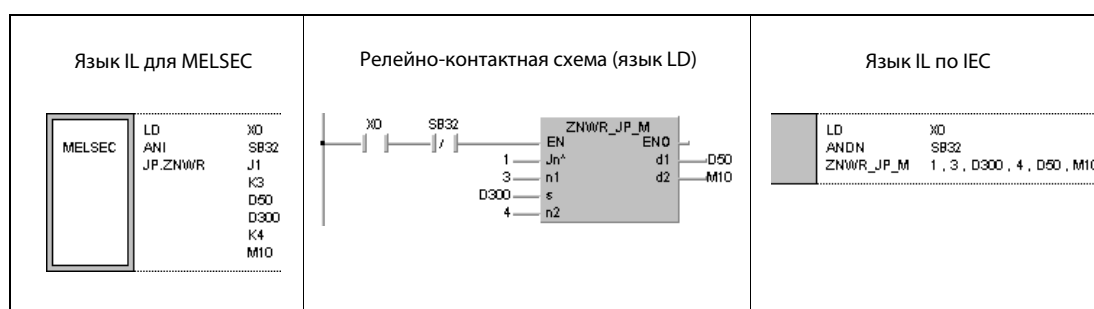 Язык IL для MELSEC
MELSEC
LD X0
ANI SB32
JP.ZNWR J1
K3
D50
D300
K4
M10
Релейно-контактная схема (язык LD)
X0 SB32
ZNWR_JP_M
EN ENO
1 Jn^ d1 D50
3 n1 d2 M10
D300 s
4 n2
Язык IL по IEC
LD X0
ANDN SB32
ZNWR_JP_M 1 , 3 , D300 , 4 , D50 , M10